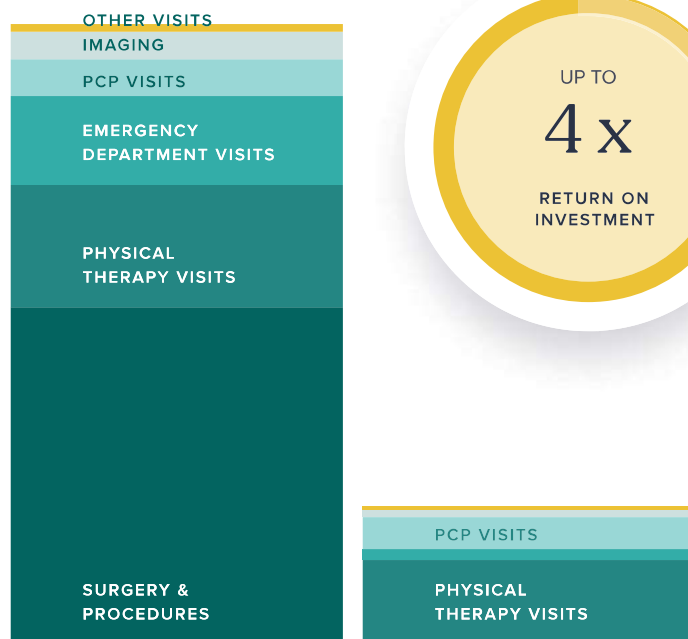 OTHER VISITS
IMAGING
PCP VISITS
EMERGENCY
DEPARTMENT VISITS
PHYSICAL
THERAPY VISITS
SURGERY &
PROCEDURES
UP TO
4x
RETURN ON
INVESTMENT
PCP VISITS
PHYSICAL
THERAPY VISITS